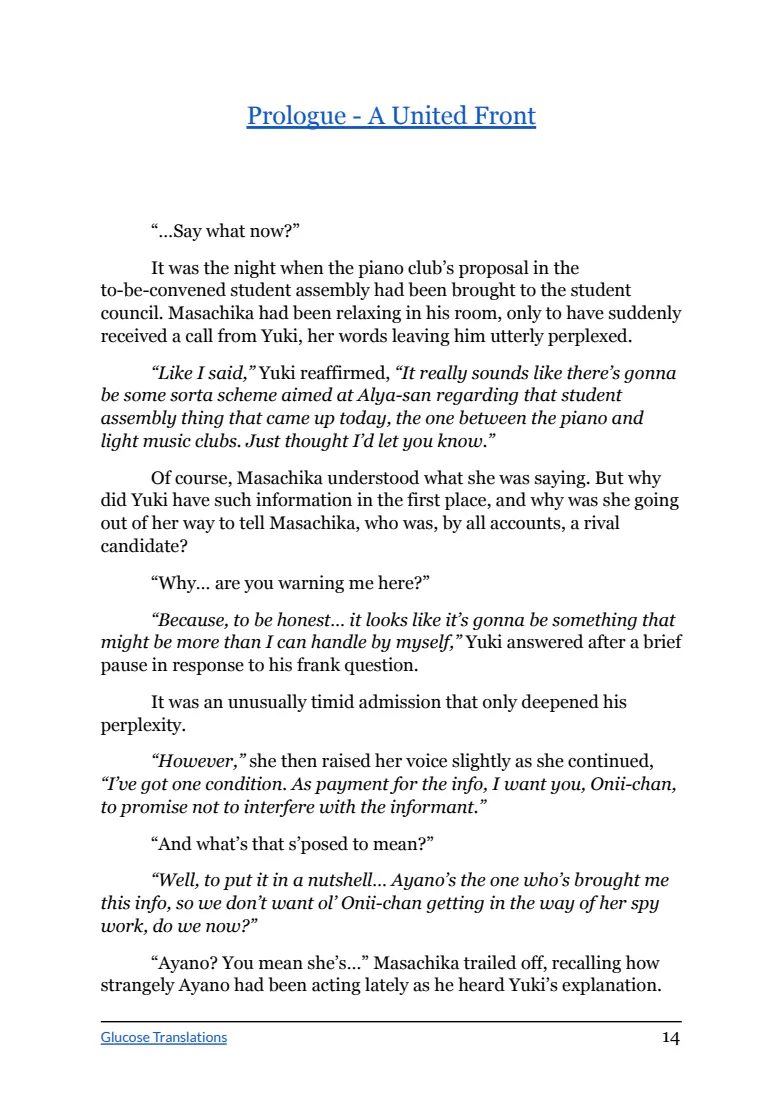 Prologue - A United Front
“…Say what now?”
It was the night when the piano club’s proposal in the
to-be-convened student assembly had been brought to the student
council. Masachika had been relaxing in his room, only to have suddenly
received a call from Yuki, her words leaving him utterly perplexed.
“Like I said,” Yuki reaffirmed, “It really sounds like there’s gonna
be some sorta scheme aimed at Alya-san regarding that student
assembly thing that came up today, the one between the piano and
light music clubs. Just thought I’d let you know.”
Of course, Masachika understood what she was saying. But why
did Yuki have such information in the first place, and why was she going
out of her way to tell Masachika, who was, by all accounts, a rival
candidate?
“Why… are you warning me here?”
“Because, to be honest… it looks like it’s gonna be something that
might be more than I can handle by myself,” Yuki answered after a brief
pause in response to his frank question.
It was an unusually timid admission that only deepened his
perplexity.
“However,” she then raised her voice slightly as she continued,
“I’ve got one condition. As payment for the info, I want you, Onii-chan,
to promise not to interfere with the informant.”
“And what’s that s’posed to mean?”
“Well, to put it in a nutshell… Ayano’s the one who’s brought me
this info, so we don’t want ol’ Onii-chan getting in the way of her spy
work, do we now?”
“Ayano? You mean she’s…” Masachika trailed off, recalling how
strangely Ayano had been acting lately as he heard Yuki’s explanation.
Glucose Translations
14